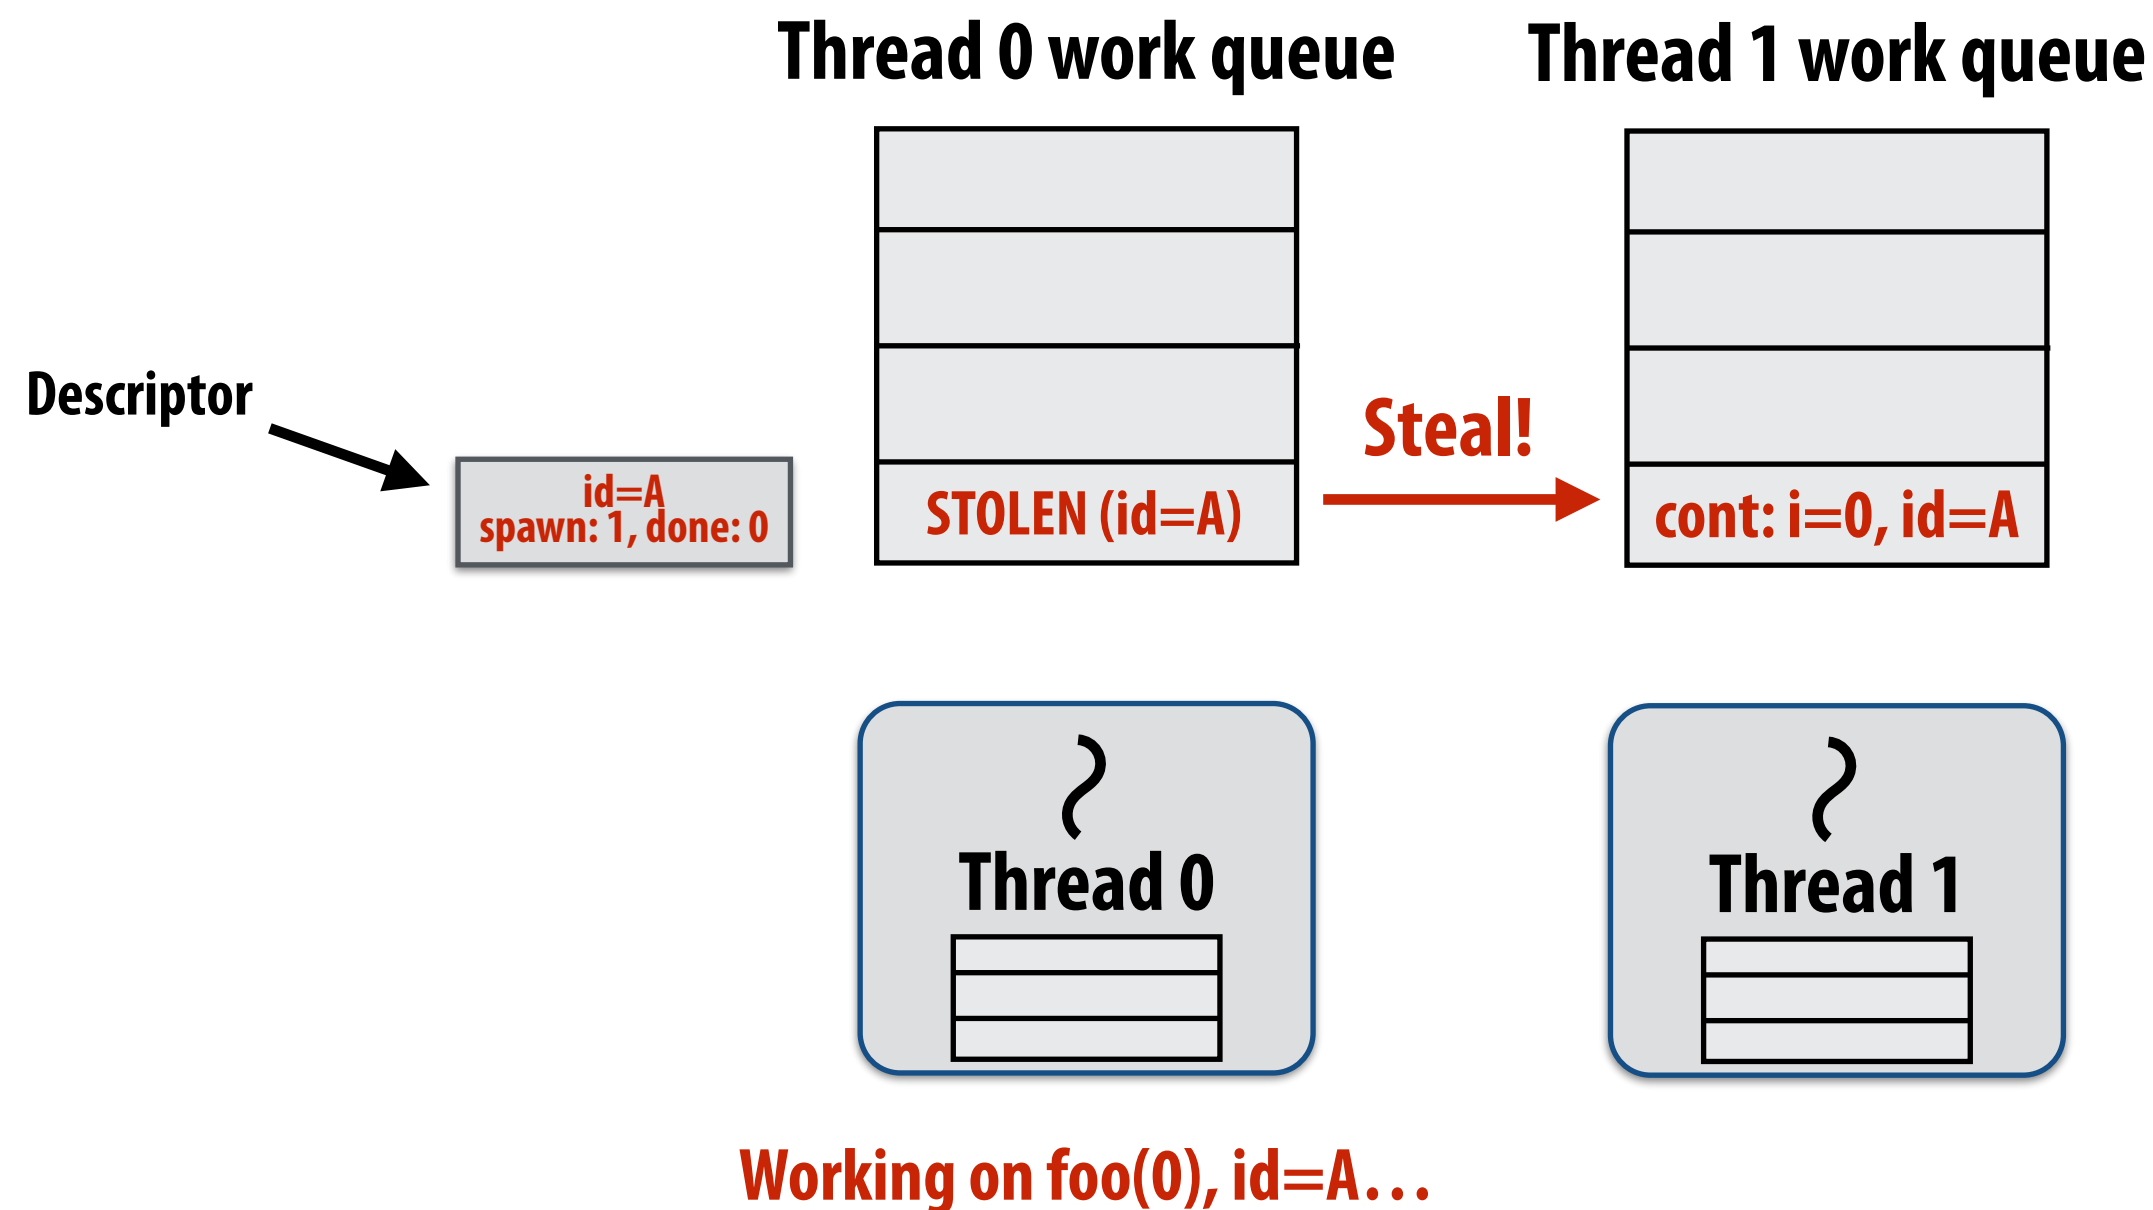 Thread 0 work queue
Thread 1 work queue
Descriptor
id=A
spawn: 1, done: 0
STOLEN (id=A)
Steal!
cont: i=0, id=A
Thread 0
Thread 1
Working on foo(0), id=A…